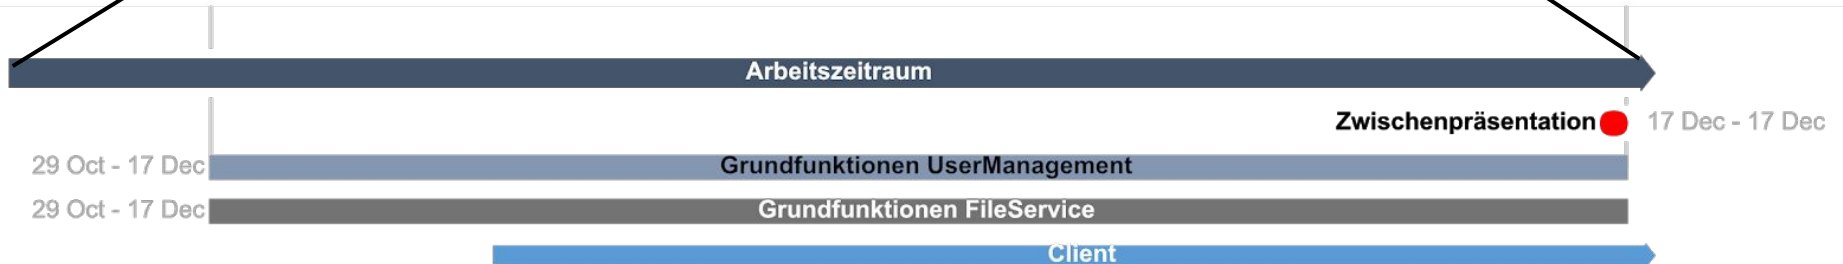 Arbeitszeitraum
Zwischenpräsentation 17 Dec - 17 Dec
29 Oct - 17 Dec Grundfunktionen UserManagement
29 Oct - 17 Dec Grundfunktionen FileService
Client